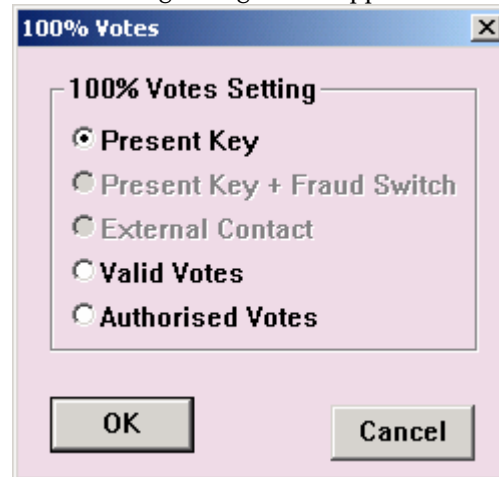 100% Votes
100% Votes Setting
Present Key
Present Key + Fraud Switch
External Contact
Valid Votes
Authorised Votes
OK
Cancel